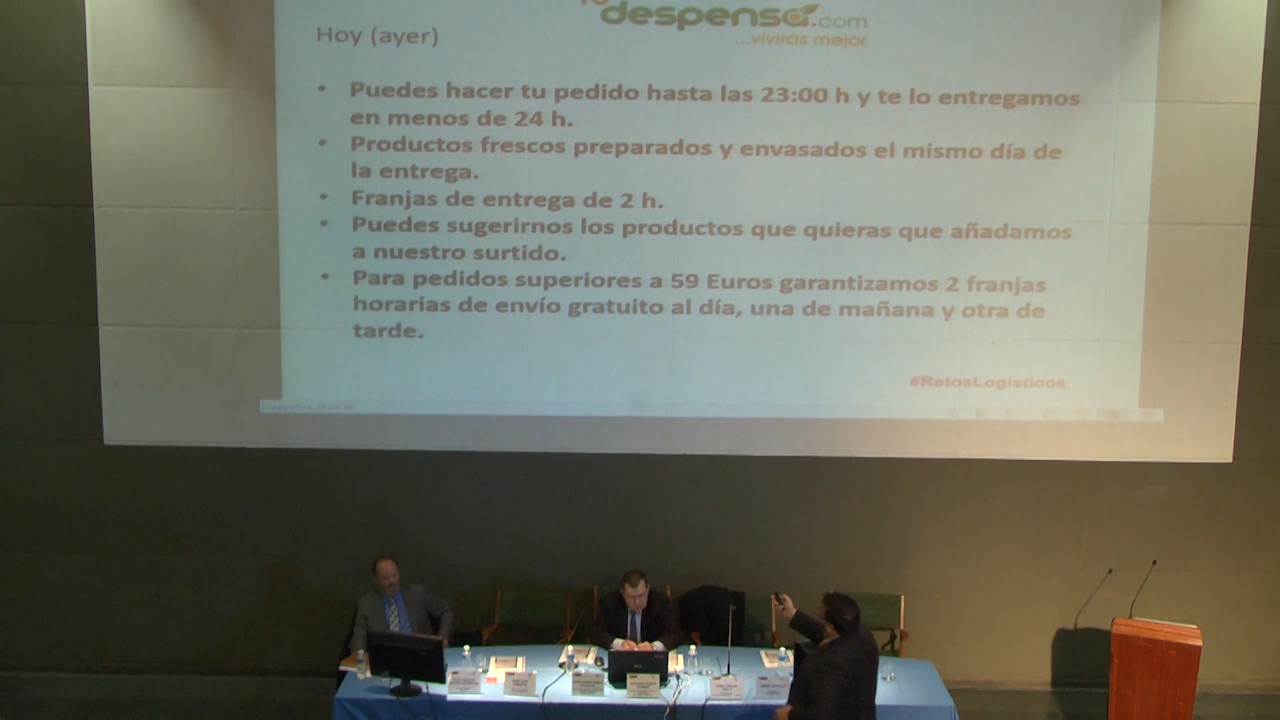 despensa.com
...vivirás mejor
Hoy (ayer)
• Puedes hacer tu pedido hasta las 23:00 h y te lo entregamos
en menos de 24 h.
• Productos frescos preparados y envasados el mismo día de
la entrega.
• Franjas de entrega de 2 h.
• Puedes sugerirnos los productos que quieras que añadamos
a nuestro surtido.
• Para pedidos superiores a 59 Euros garantizamos 2 franjas
horarias de envío gratuito al día, una de mañana y otra de
tarde.
#RetosLogísticos